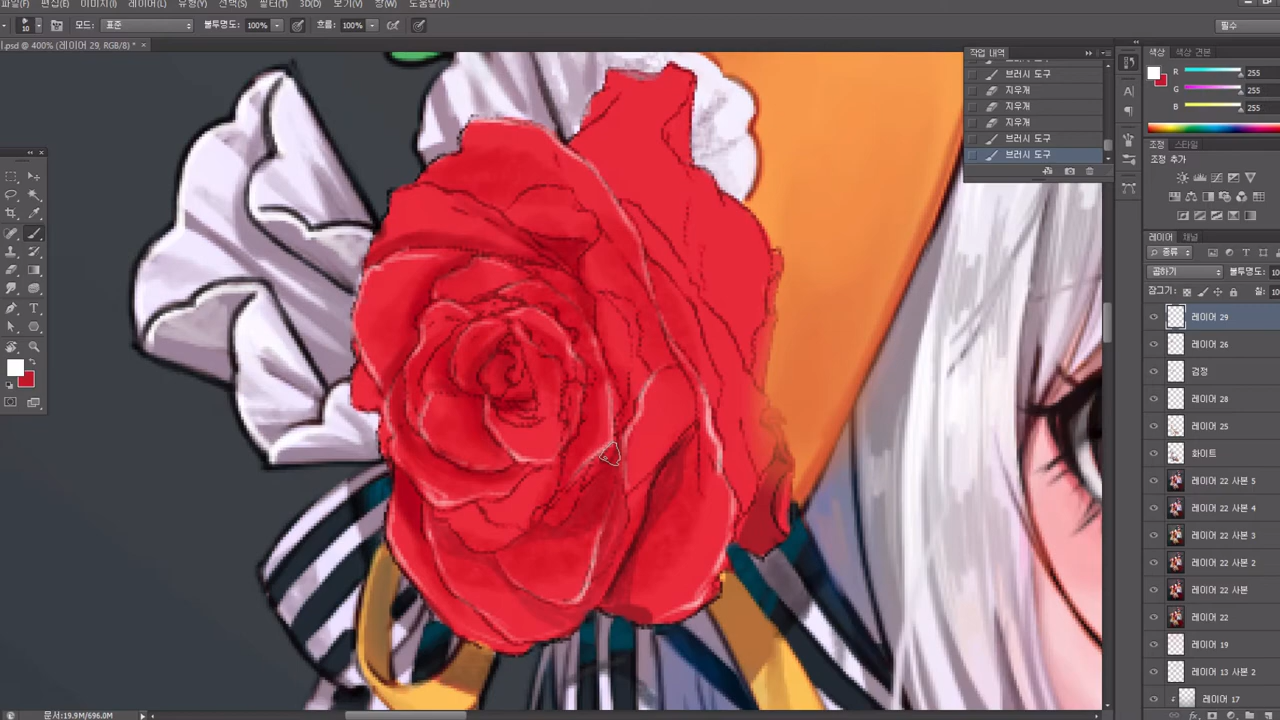 파일(F) 편집(E) 이미지(I) 레이어(L) 유형(Y) 선택(S) 필터(T) 3D(D) 보기(V) 창(W) 도움말(H)
10 모드: 표준 불투명도: 100% 흐름: 100% 필수
.psd @ 400% (레이어 29, RGB/8) *
작업 내역
브러시 도구
지우개
지우개
지우개
브러시 도구
브러시 도구
색상 색상 견본
R 255
G 255
B 255
조정 스타일
조정 추가
레이어 채널
종류
곱하기 불투명도: 10
잠그기: 칠: 10
레이어 29
레이어 26
검정
레이어 28
레이어 25
화이트
레이어 22 사본 5
레이어 22 사본 4
레이어 22 사본 3
레이어 22 사본 2
레이어 22 사본
레이어 22
레이어 19
레이어 13 사본 2
레이어 17
문서:19.9M/696.0M